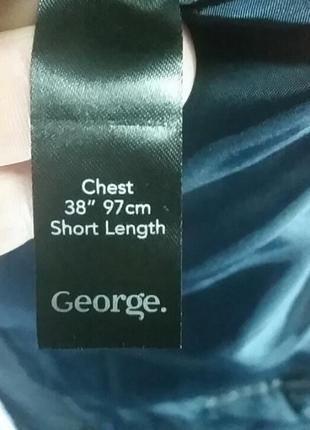 Chest
38" 97cm
Short Length
George.